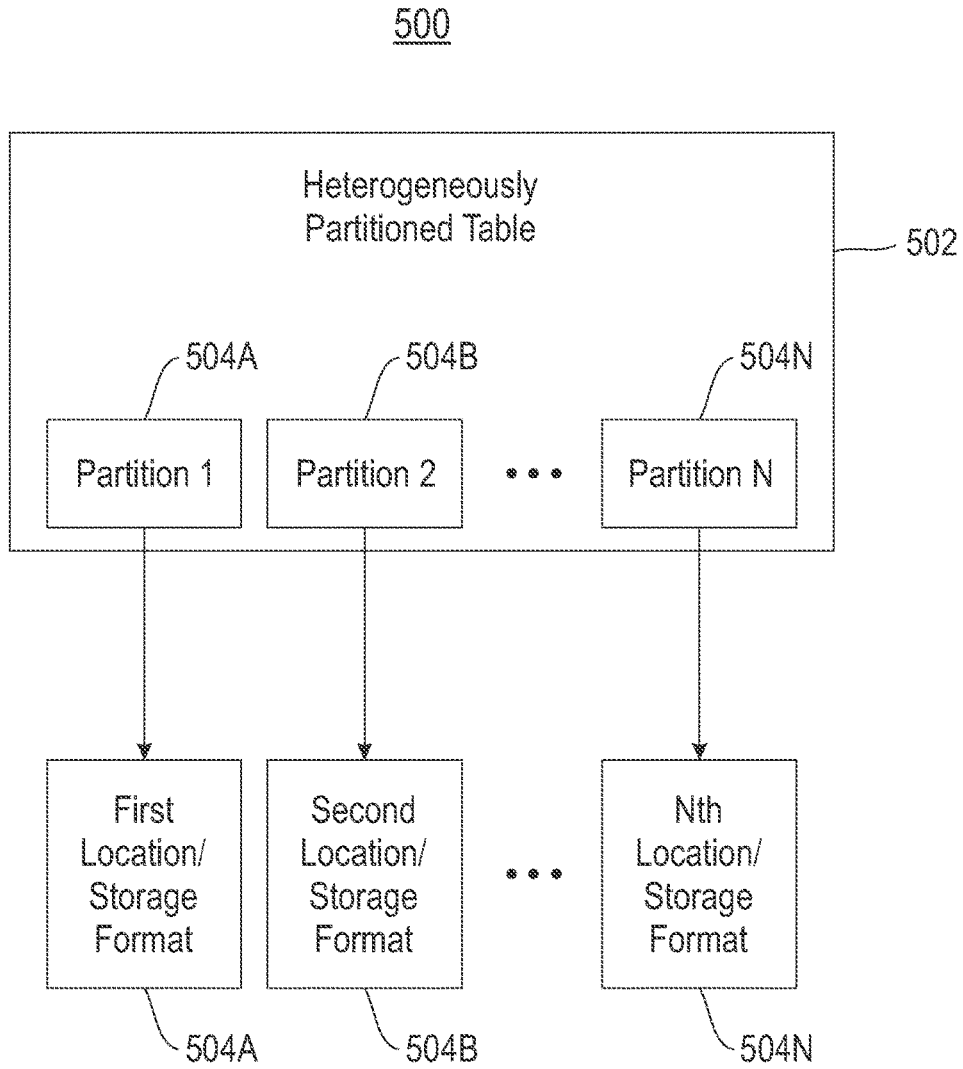 500
Heterogeneously
Partitioned Table
502
504A
504B
504N
Partition 1
Partition 2
Partition N
First
Location/
Storage
Format
Second
Location/
Storage
Format
Nth
Location/
Storage
Format
504A
504B
504N